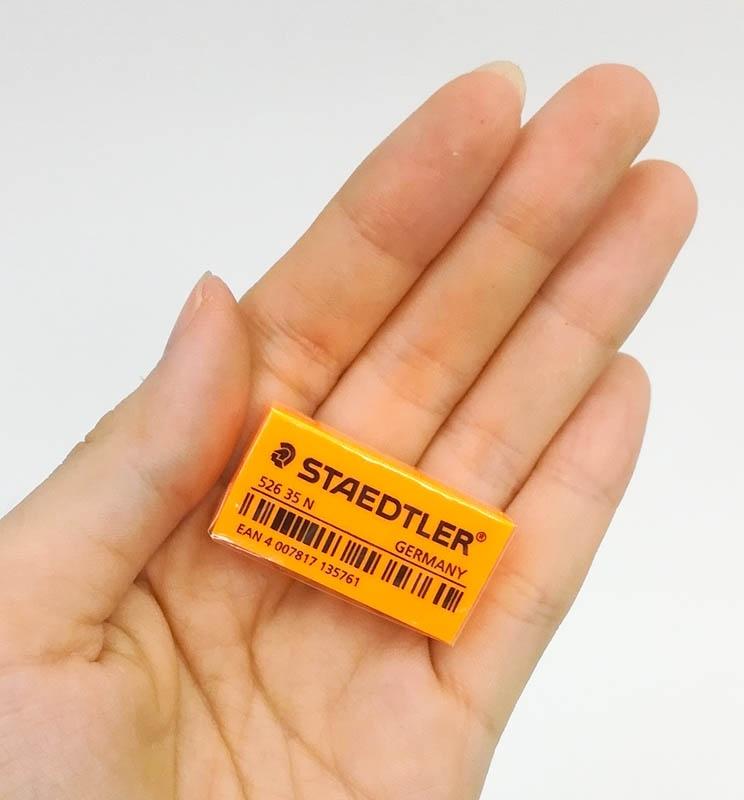 STAEDTLER®
526 35 N
GERMANY
EAN 4 007817 135761